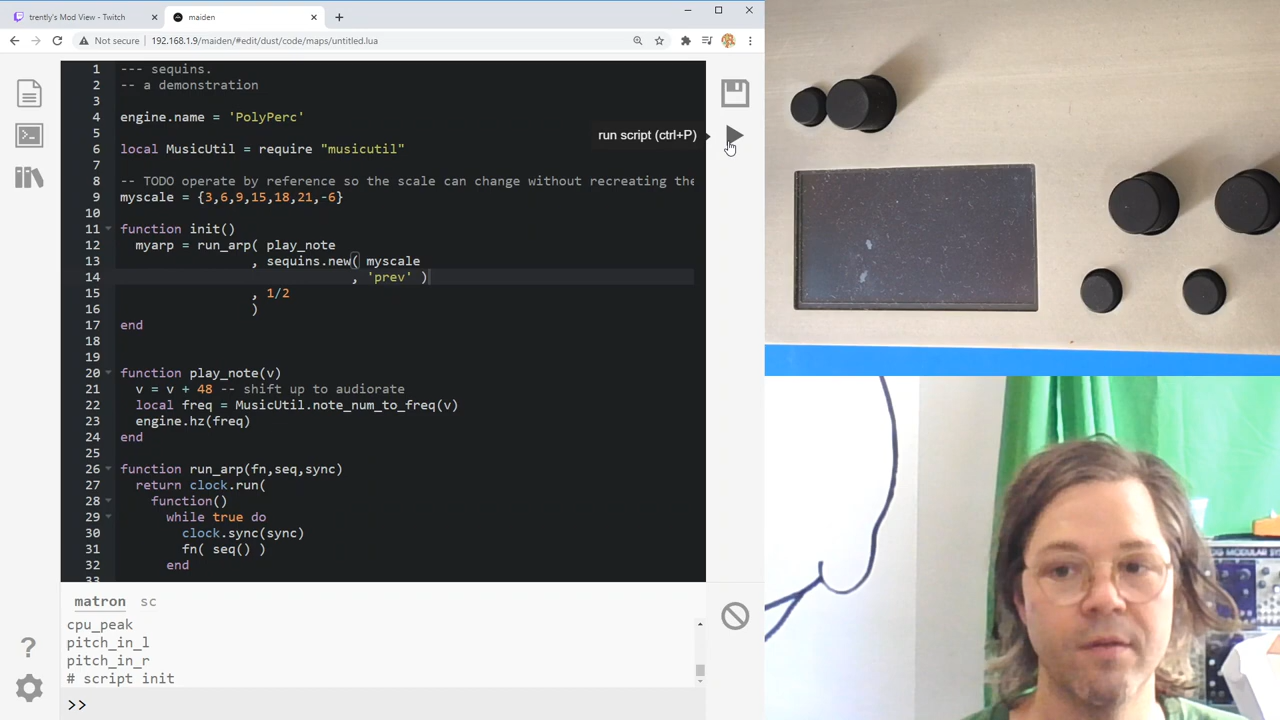 trently's Mod View - Twitch
maiden
Not secure
192.168.1.9/maiden/#edit/dust/code/maps/untitled.lua
1 --- sequins.
2 -- a demonstration
3
4 engine.name = 'PolyPerc'
5
6 local MusicUtil = require "musicutil"
7
8 -- TODO operate by reference so the scale can change without recreating the
9 myscale = {3,6,9,15,18,21,-6}
10
11 function init()
12 myarp = run_arp( play_note
13 , sequins.new( myscale
14 , 'prev' )
15 , 1/2
16 )
17 end
18
19
20 function play_note(v)
21 v = v + 48 -- shift up to audiorate
22 local freq = MusicUtil.note_num_to_freq(v)
23 engine.hz(freq)
24 end
25
26 function run_arp(fn,seq,sync)
27 return clock.run(
28 function()
29 while true do
30 clock.sync(sync)
31 fn( seq() )
32 end
33
run script (ctrl+P)
matron sc
cpu_peak
pitch_in_l
pitch_in_r
# script init
>>